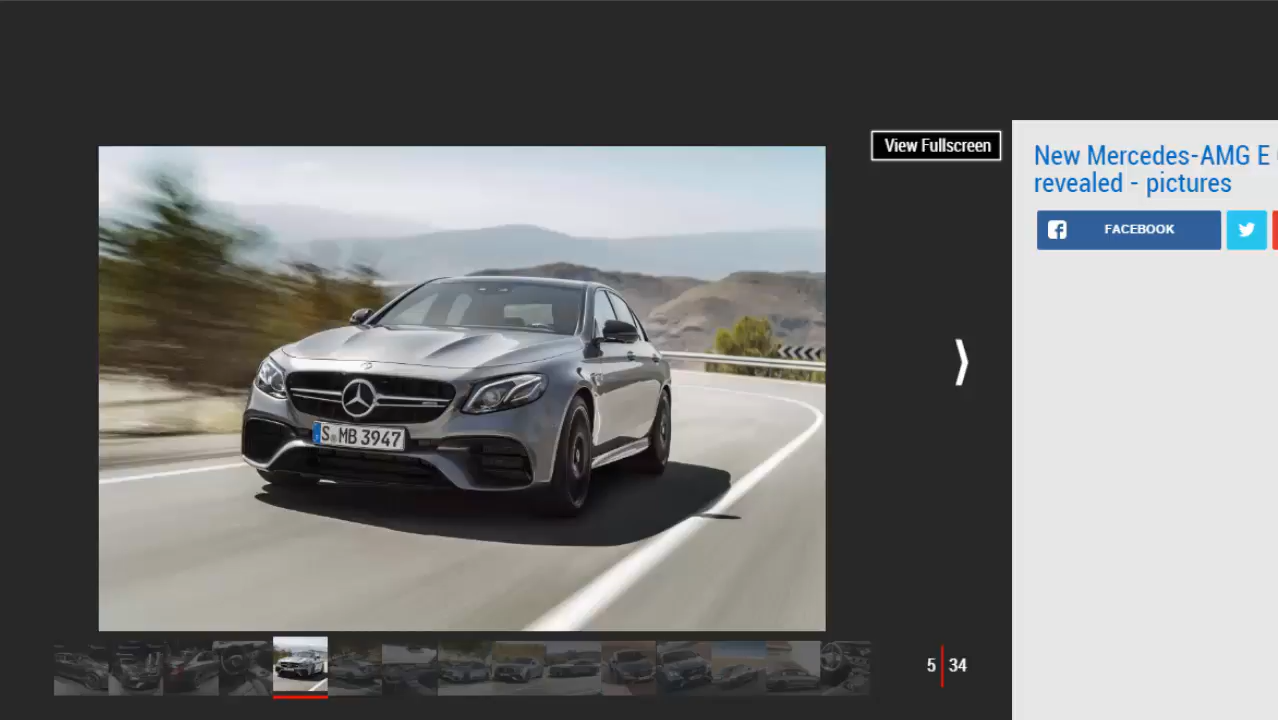 View Fullscreen
New Mercedes-AMG E
revealed - pictures
FACEBOOK
S MB 3947
5 34